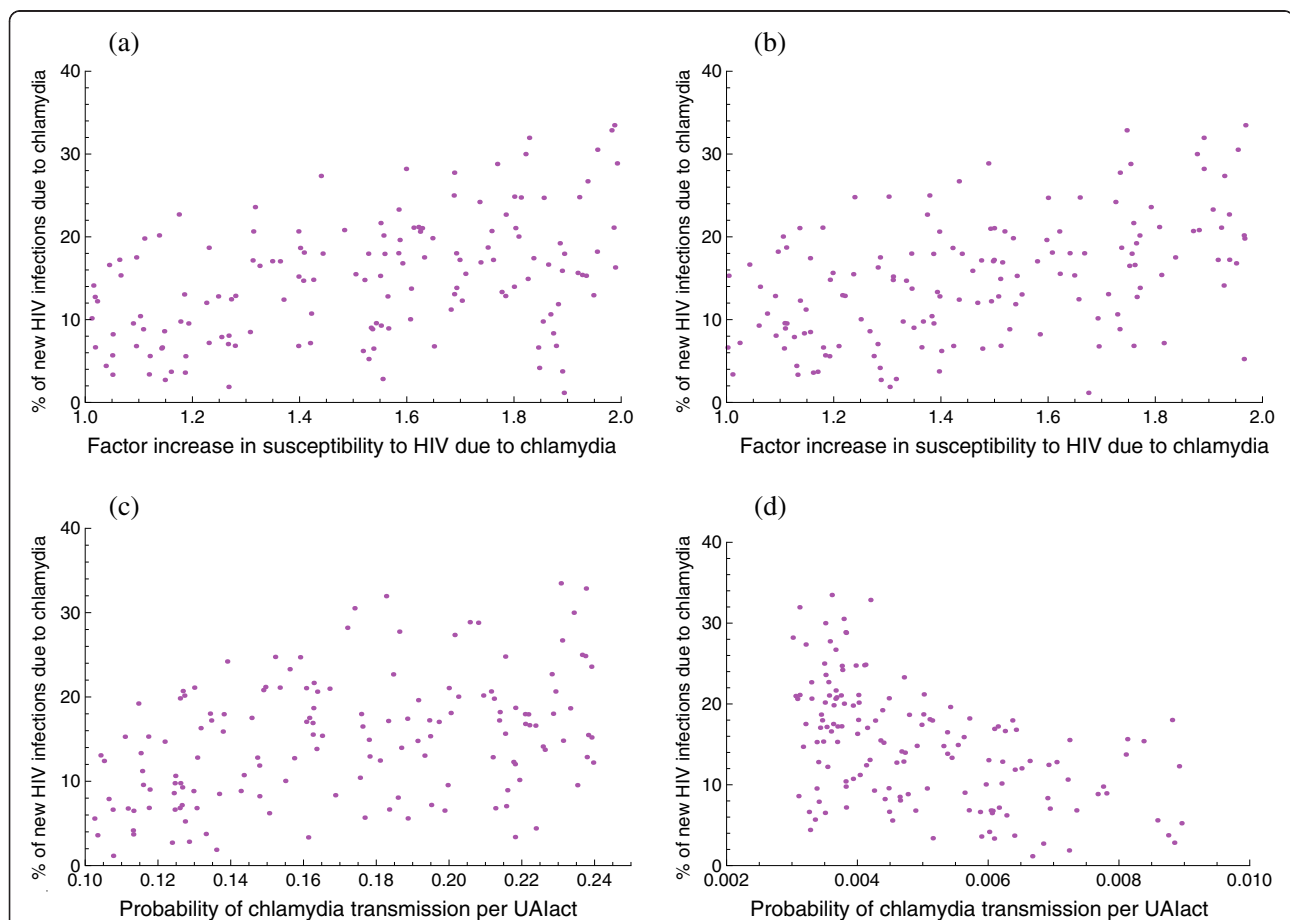 (a)
% of new HIV infections due to chlamydia
40
30
20
10
0
1.0 1.2 1.4 1.6 1.8 2.0
Factor increase in susceptibility to HIV due to chlamydia
(b)
% of new HIV infections due to chlamydia
40
30
20
10
0
1.0 1.2 1.4 1.6 1.8 2.0
Factor increase in susceptibility to HIV due to chlamydia
(c)
% of new HIV infections due to chlamydia
40
30
20
10
0
0.10 0.12 0.14 0.16 0.18 0.20 0.22 0.24
Probability of chlamydia transmission per UAIact
(d)
% of new HIV infections due to chlamydia
40
30
20
10
0
0.002 0.004 0.006 0.008 0.010
Probability of chlamydia transmission per UAIact